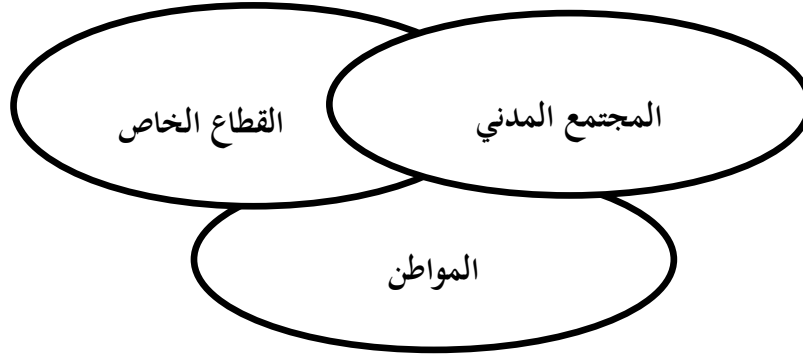 المجتمع المدني
القطاع الخاص
المواطن